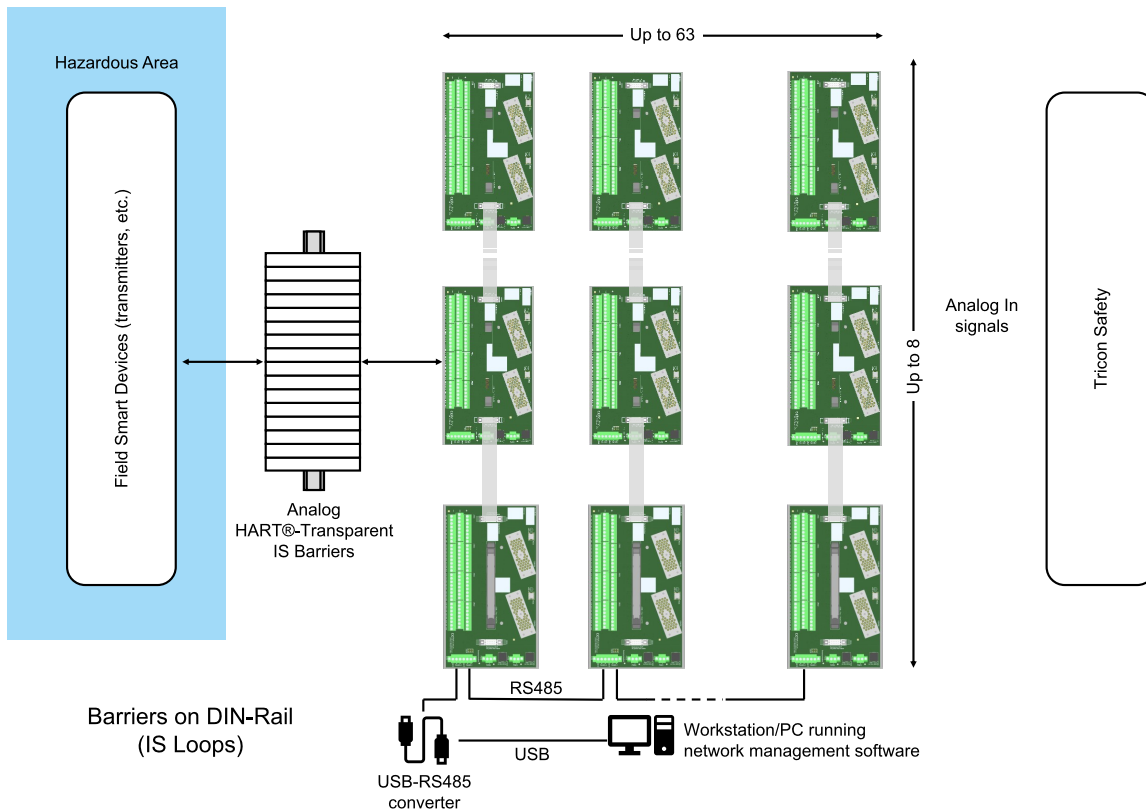 Up to 63
Hazardous Area
Field Smart Devices (transmitters, etc.)
Analog
HART®-Transparent
IS Barriers
Analog In
signals
Up to 8
Tricon Safety
RS485
Barriers on DIN-Rail
(IS Loops)
USB
Workstation/PC running
network management software
USB-RS485
converter